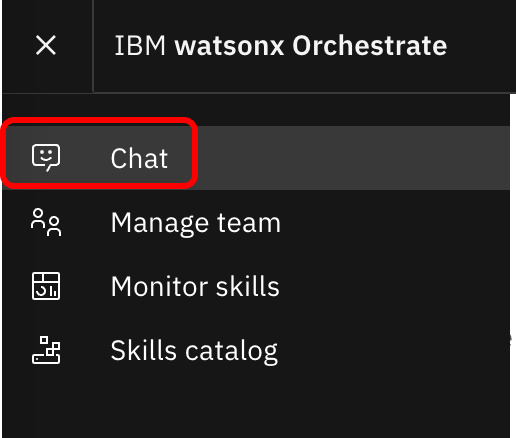 IBM watsonx Orchestrate
Chat
Manage team
Monitor skills
Skills catalog